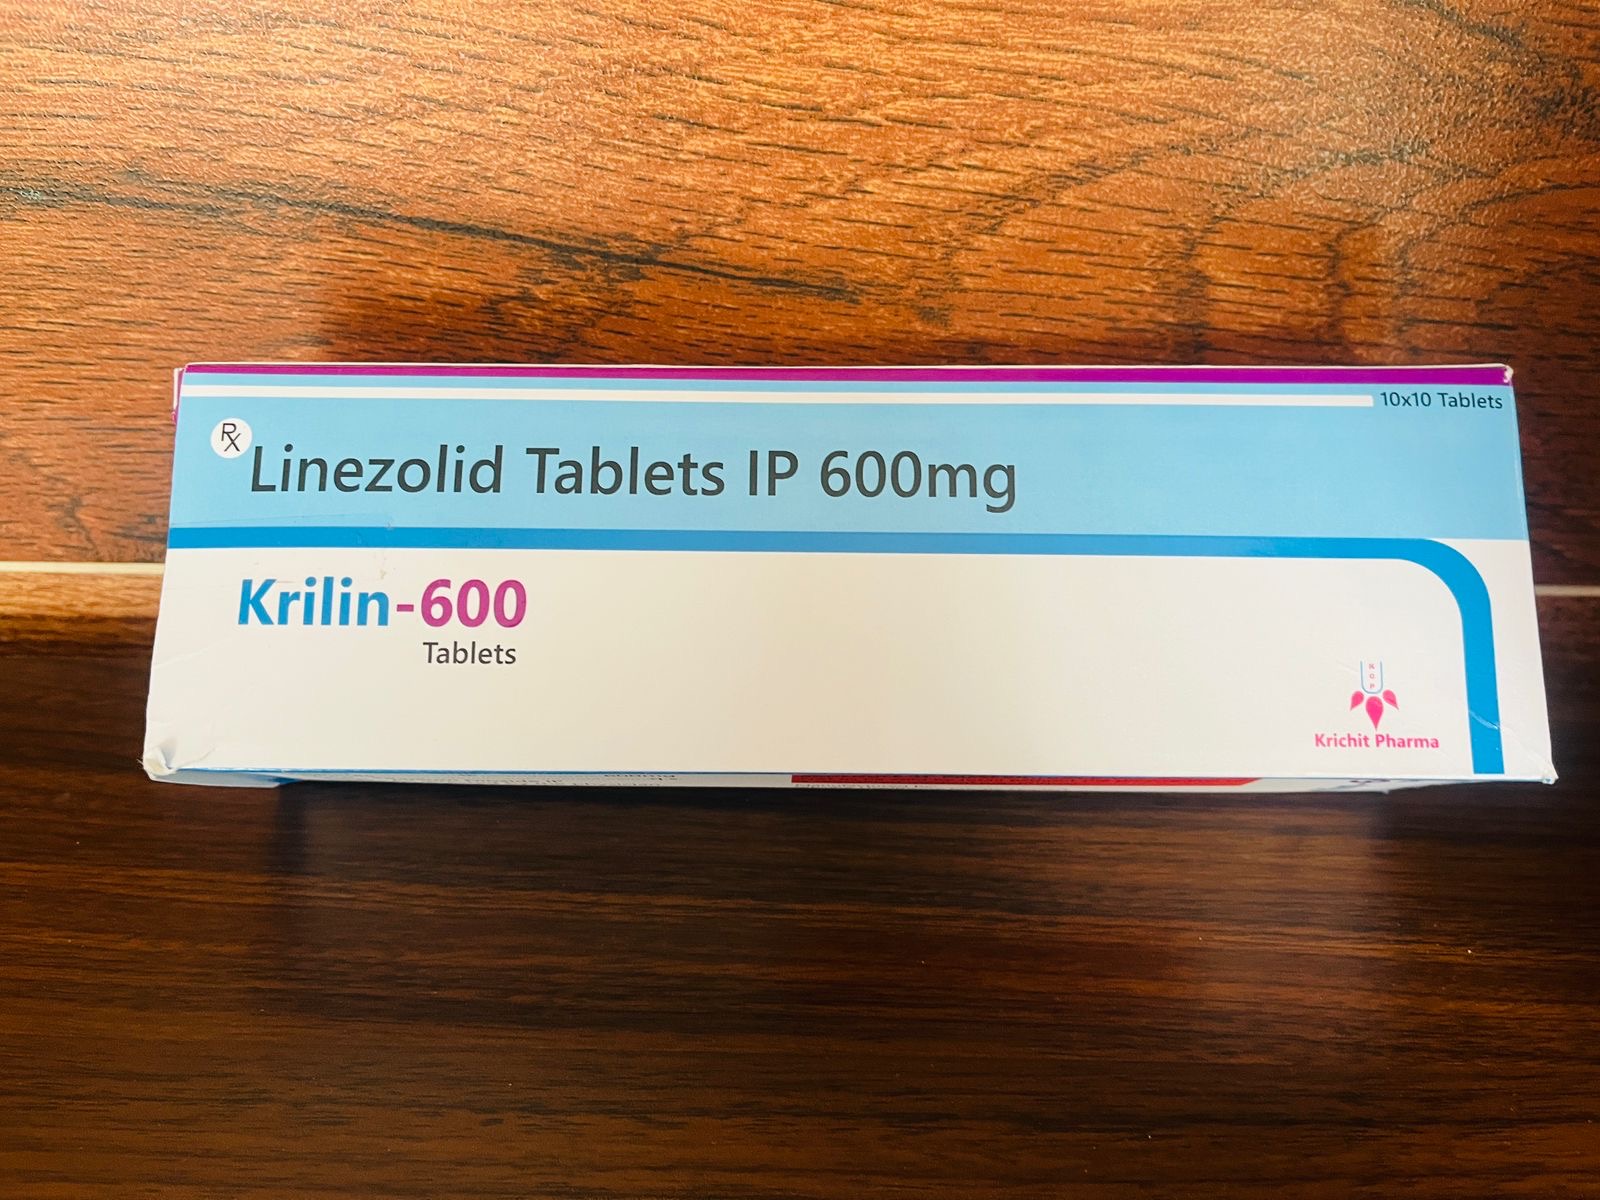 10x10 Tablets
Rx
Linezolid Tablets IP 600mg
Krilin-600
Tablets
K
O
P
Krichit Pharma